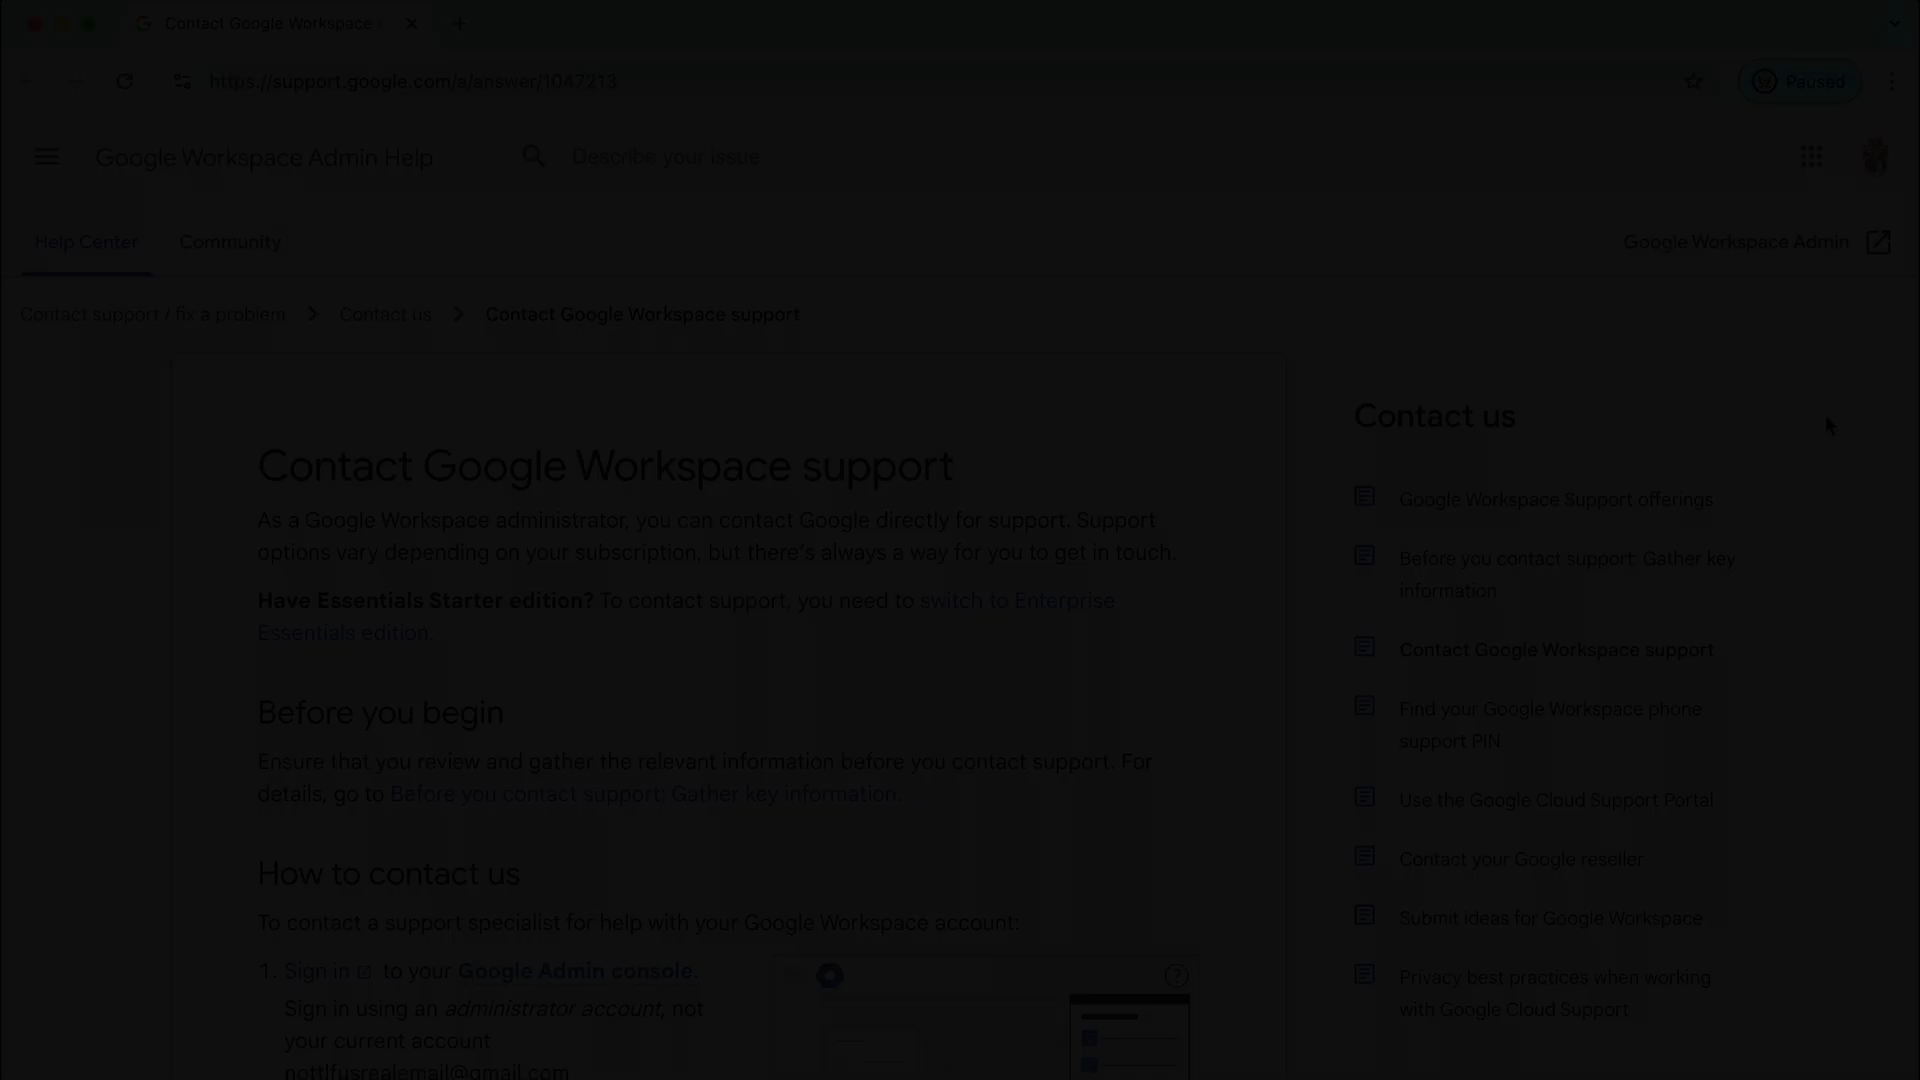 Contact Google Workspace
https://support.google.com/a/answer/1047213
Paused
Google Workspace Admin Help
Describe your issue
Help Center
Community
Google Workspace Admin
Contact support / fix a problem
Contact us
Contact Google Workspace support
Contact Google Workspace support
As a Google Workspace administrator, you can contact Google directly for support. Support
options vary depending on your subscription, but there's always a way for you to get in touch.
Have Essentials Starter edition? To contact support, you need to switch to Enterprise
Essentials edition.
Before you begin
Ensure that you review and gather the relevant information before you contact support. For
details, go to Before you contact support: Gather key information.
How to contact us
To contact a support specialist for help with your Google Workspace account:
1. Sign in to your Google Admin console.
Sign in using an administrator account, not
your current account
nottlfusrealemail@gmail.com
Contact us
Google Workspace Support offerings
Before you contact support: Gather key
information
Contact Google Workspace support
Find your Google Workspace phone
support PIN
Use the Google Cloud Support Portal
Contact your Google reseller
Submit ideas for Google Workspace
Privacy best practices when working
with Google Cloud Support